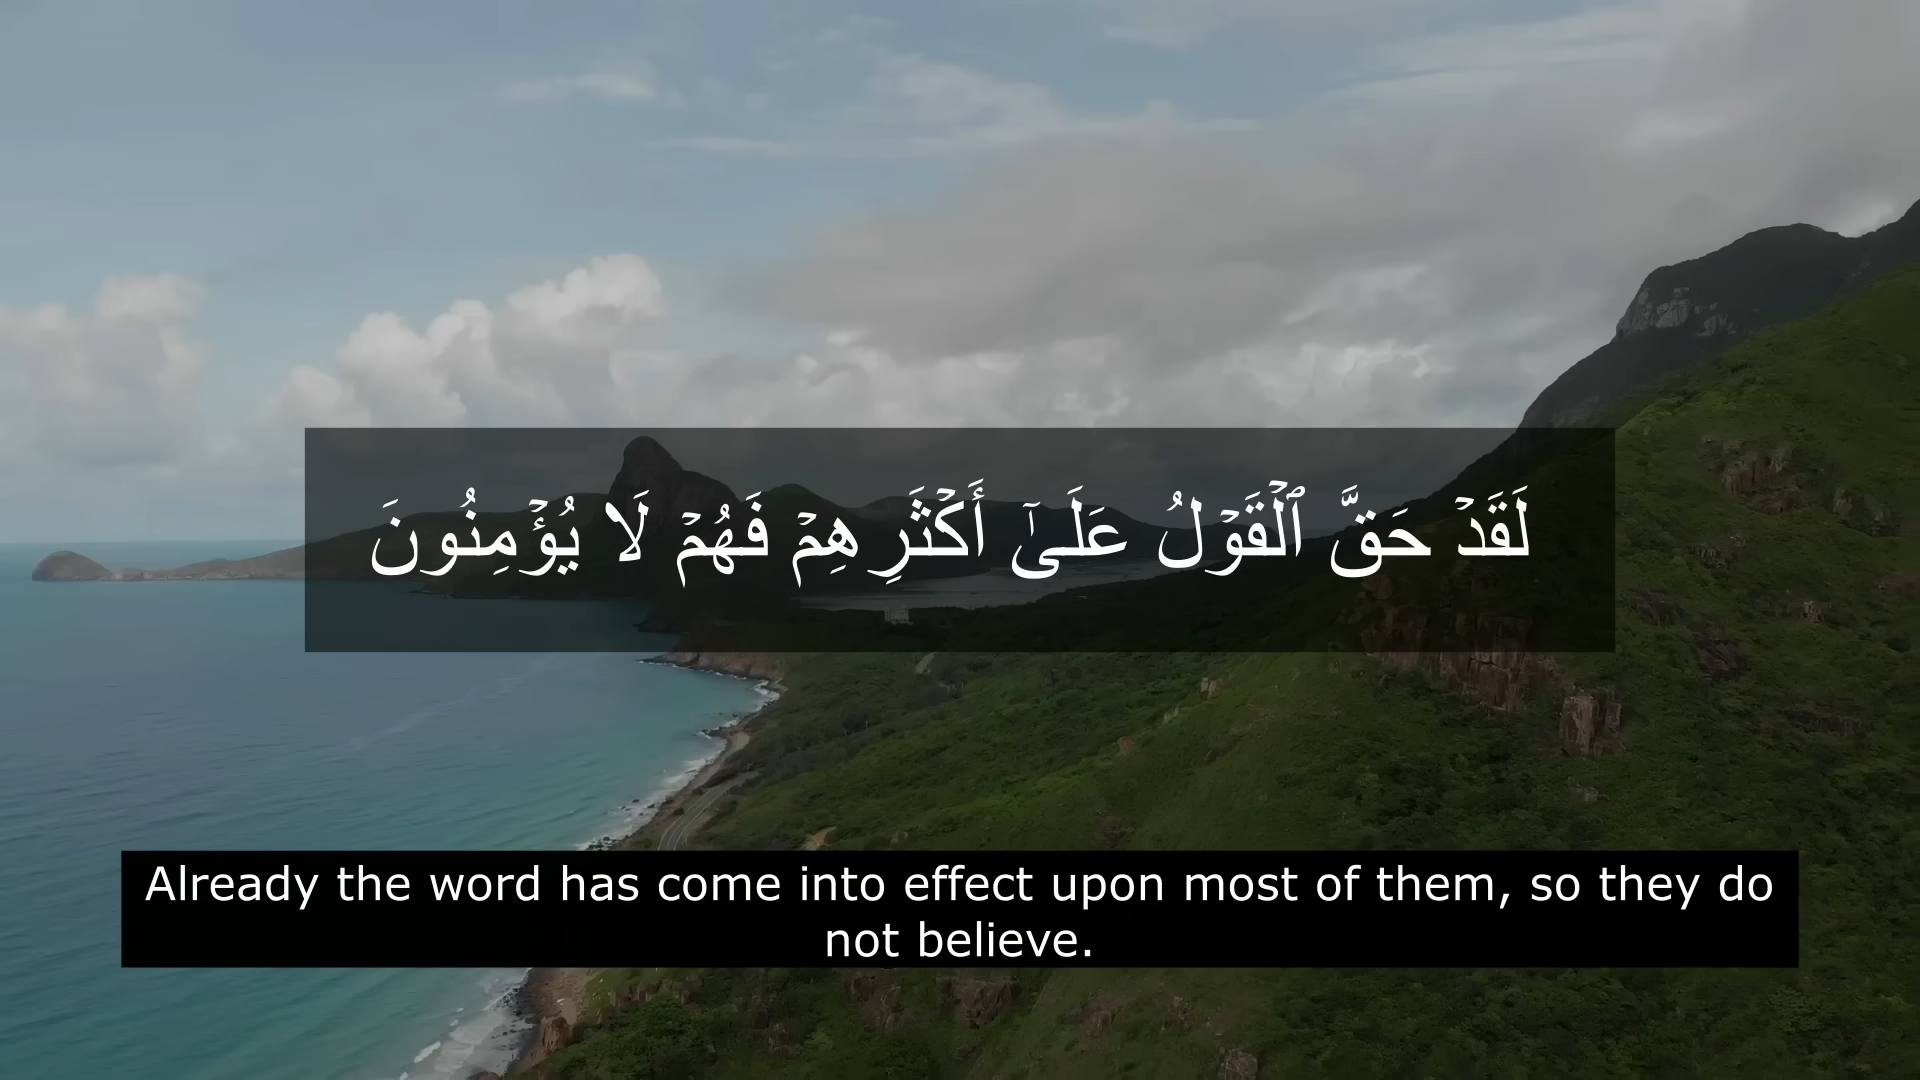 لَقَدۡ حَقَّ ٱلۡقَوۡلُ عَلَىٰٓ أَكۡثَرِهِمۡ فَهُمۡ لَا يُؤۡمِنُونَ
Already the word has come into effect upon most of them, so they do
not believe.